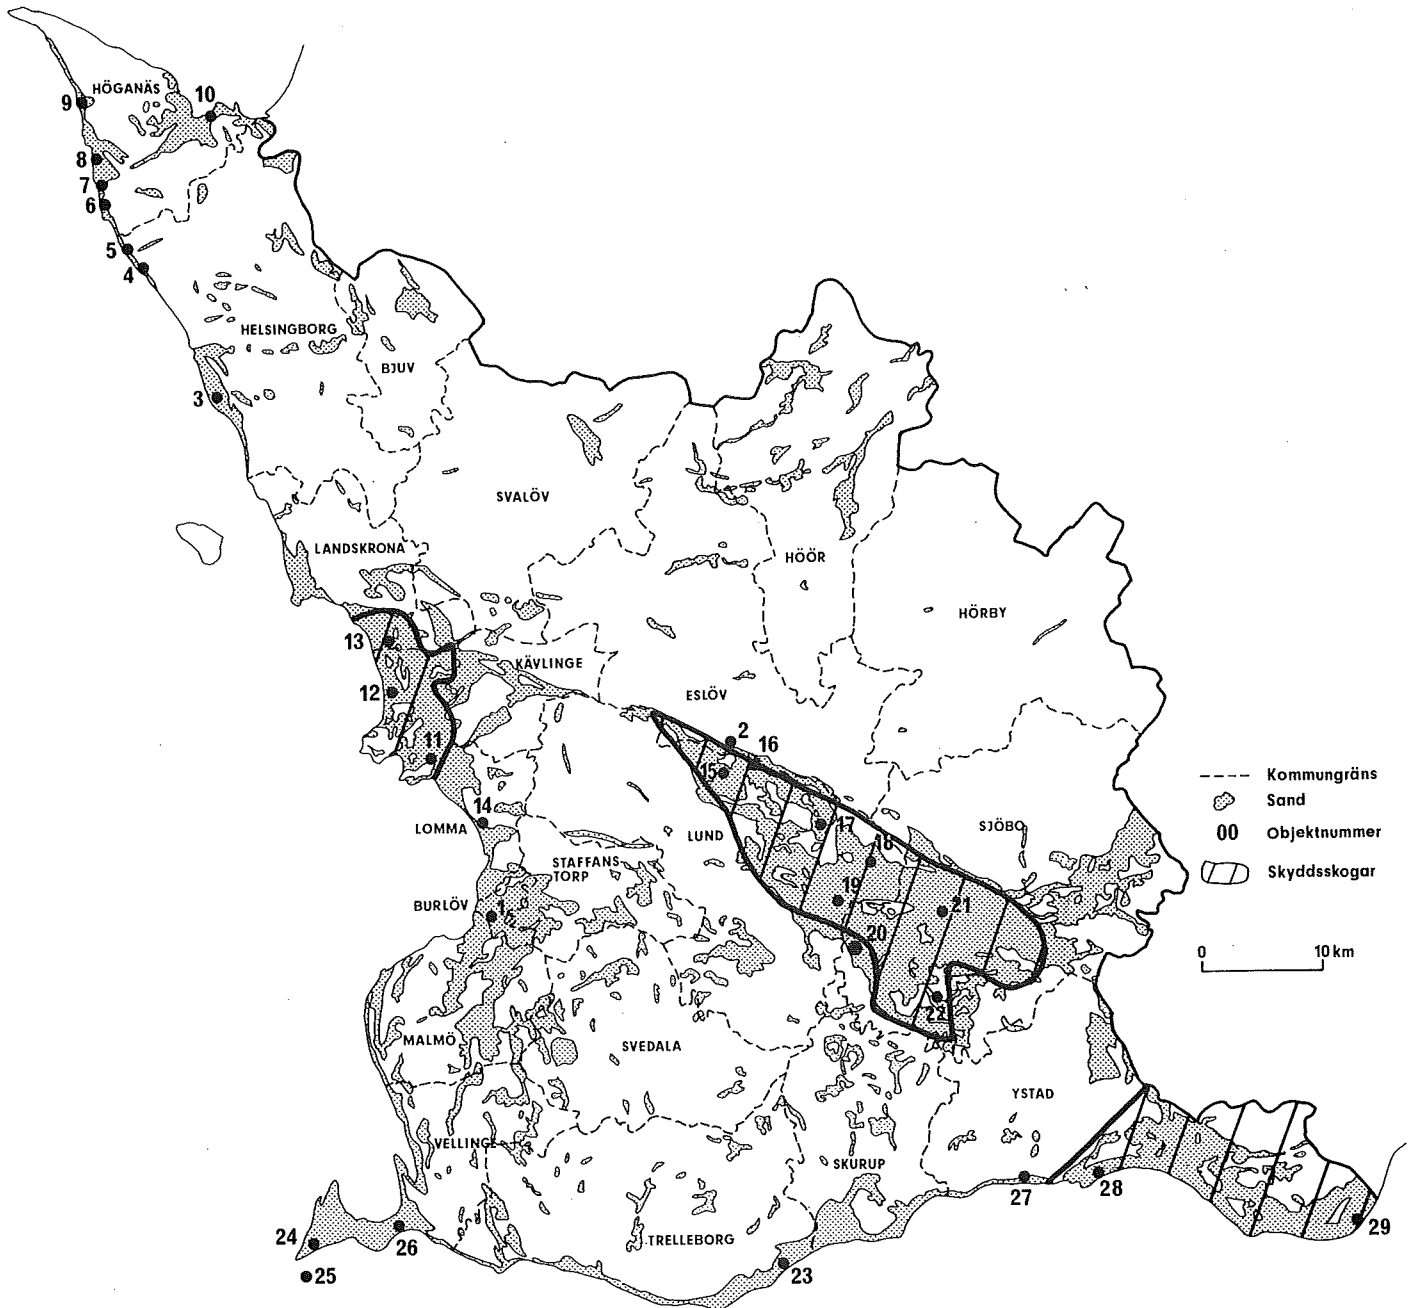 HÖGANÄS
10
9
8
7
6
5
4
HELSINGBORG
BJUV
3
SVALÖV
LANDSKRONA
HÖÖR
HÖRBY
13
KÄVLINGE
12
ESLÖV
2
16
11
15
Kommungräns
Sand
14
LOMMA
17
SJÖBO
LUND
00 Objektnummer
18
STAFFANS
TORP
Skyddsskogar
19
BURLÖV
1
21
20
0 10 km
22
MALMÖ
SVEDALA
YSTAD
VELLINGE
SKURUP
27
28
29
24
26
TRELLEBORG
25
23